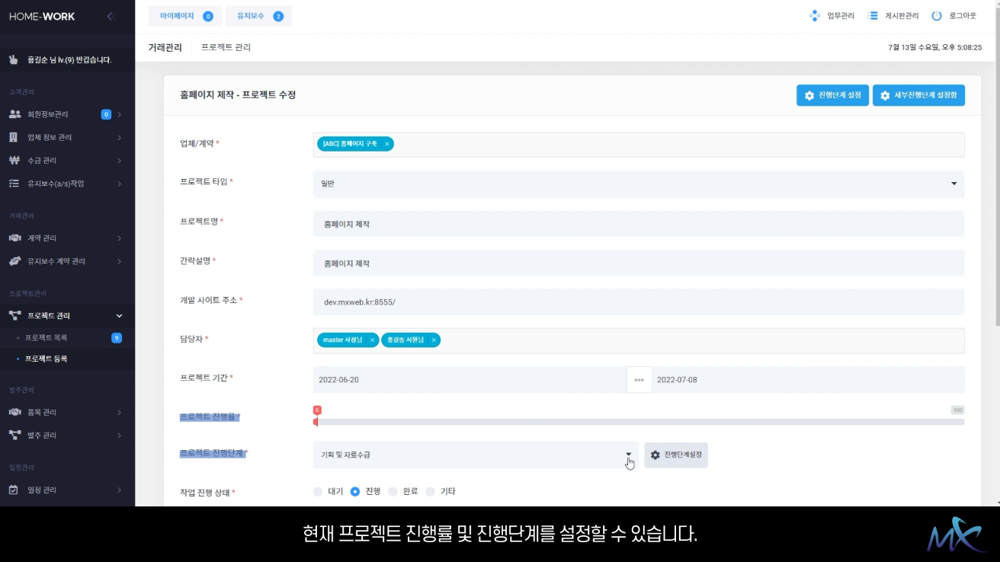 HOME-WORK
마이페이지 0
유지보수 2
업무관리
게시판관리
로그아웃
홍길순 님 lv.(9) 반갑습니다.
거래관리
프로젝트 관리
7월 13일 수요일, 오후 5:08:25
고객관리
회원정보관리 0
업체 정보 관리
수금 관리
유지보수(a/s)작업
거래관리
계약 관리
유지보수 계약 관리
프로젝트관리
프로젝트 관리
프로젝트 목록 9
프로젝트 등록
발주관리
품목 관리
발주 관리
일정관리
일정 관리
홈페이지 제작 - 프로젝트 수정
진행단계 설정
세부진행단계 설정함
업체/계약 *
[ABC] 홈페이지 구축 ×
프로젝트 타입 *
일반
프로젝트명 *
홈페이지 제작
간략설명 *
홈페이지 제작
개발 사이트 주소 *
dev.mxweb.kr:8555/
담당자 *
master 사장님 ×
홍길동 사원님 ×
프로젝트 기간 *
2022-06-20
2022-07-08
프로젝트 진행율 *
0
100
프로젝트 진행단계 *
기획 및 자료수급
진행단계설정
작업 진행 상태 *
대기
진행
완료
기타
현재 프로젝트 진행률 및 진행단계를 설정할 수 있습니다.
MX